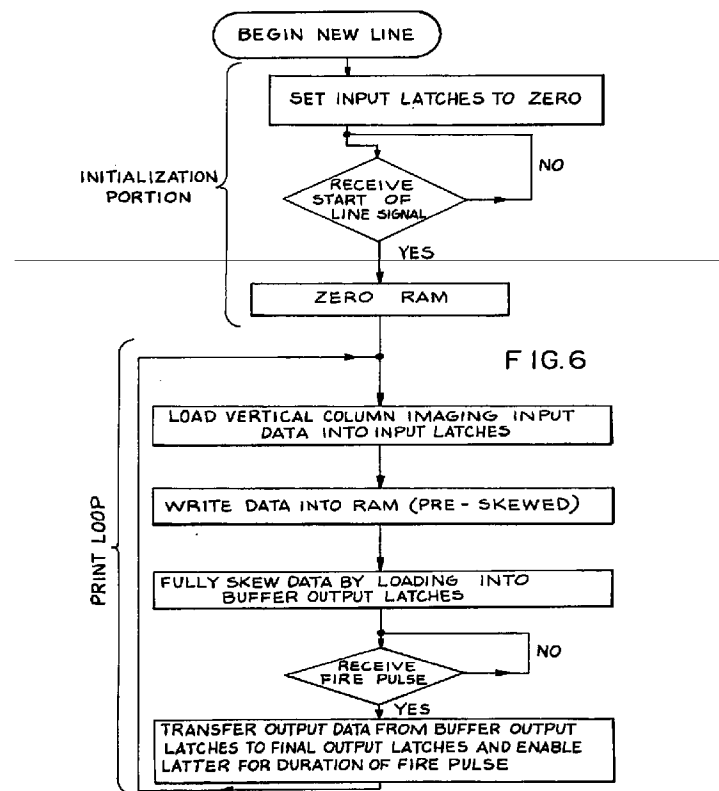 BEGIN NEW LINE
SET INPUT LATCHES TO ZERO
NO
INITIALIZATION
PORTION
RECEIVE
START OF
LINE SIGNAL
YES
ZERO RAM
FIG. 6
LOAD VERTICAL COLUMN IMAGING INPUT
DATA INTO INPUT LATCHES
WRITE DATA INTO RAM (PRE-SKEWED)
PRINT LOOP
FULLY SKEW DATA BY LOADING INTO
BUFFER OUTPUT LATCHES
NO
RECEIVE
FIRE PULSE
YES
TRANSFER OUTPUT DATA FROM BUFFER OUTPUT
LATCHES TO FINAL OUTPUT LATCHES AND ENABLE
LATTER FOR DURATION OF FIRE PULSE